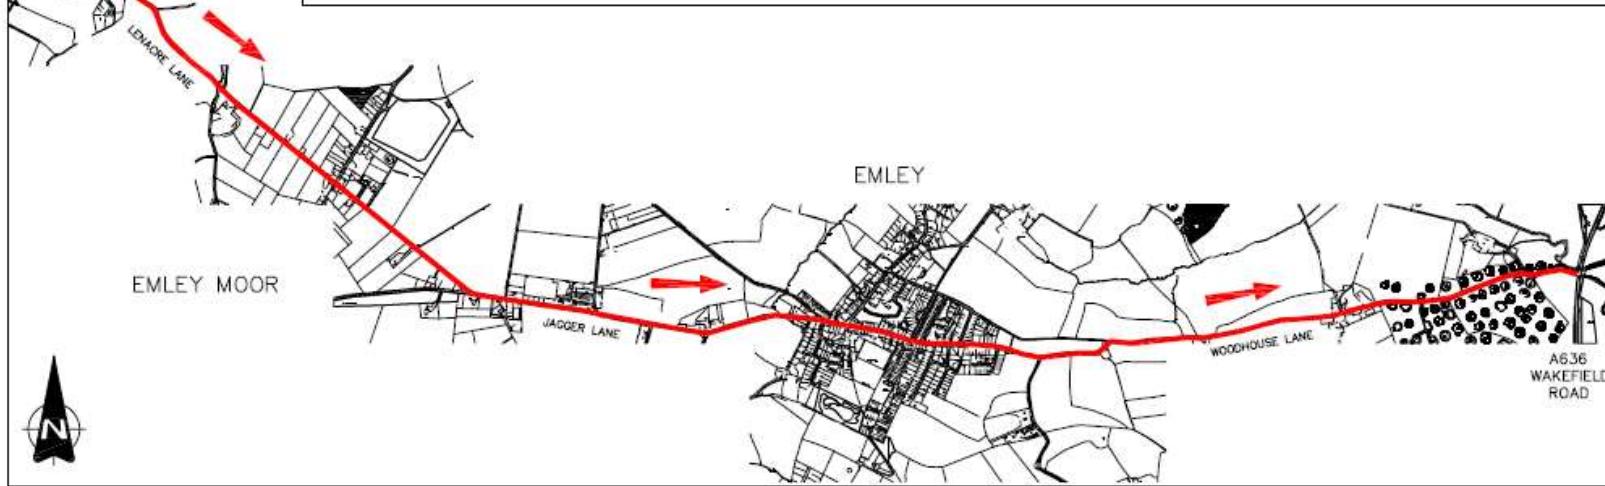 LENACRE LANE
EMLEY
EMLEY MOOR
JAGGER LANE
WOODHOUSE LANE
A636
WAKEFIELD
ROAD
N